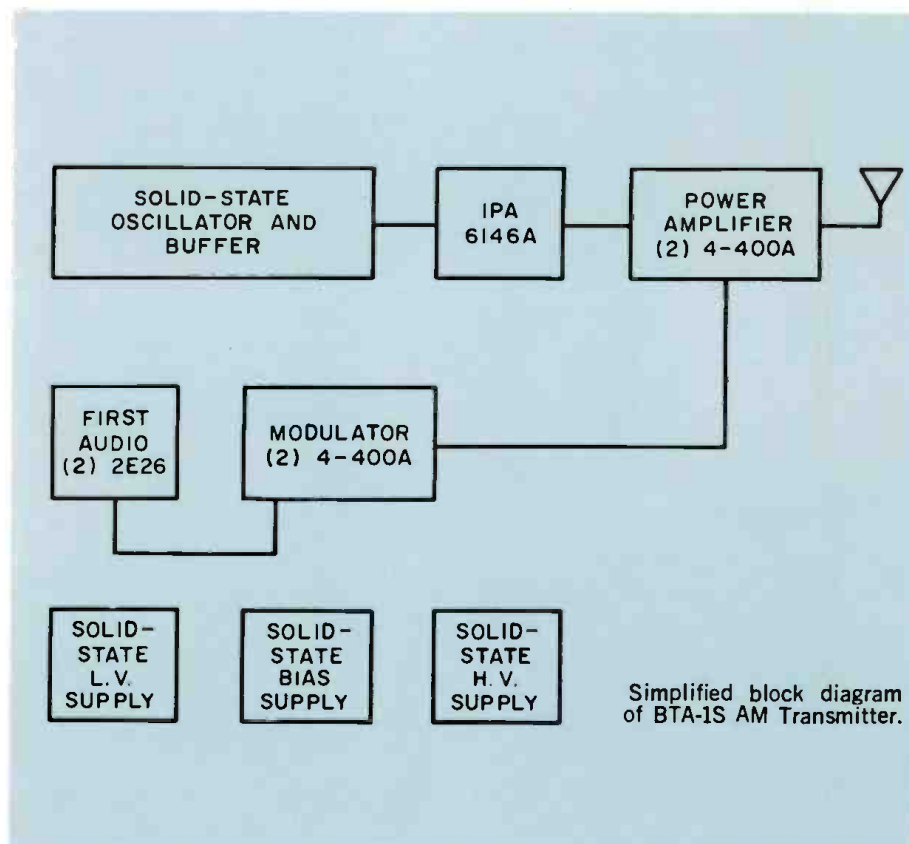 SOLID-STATE
OSCILLATOR AND
BUFFER
IPA
6146A
POWER
AMPLIFIER
(2) 4-400A
FIRST
AUDIO
(2) 2E26
MODULATOR
(2) 4-400A
SOLID-
STATE
L.V.
SUPPLY
SOLID-
STATE
BIAS
SUPPLY
SOLID-
STATE
H.V.
SUPPLY
Simplified block diagram
of BTA-1S AM Transmitter.